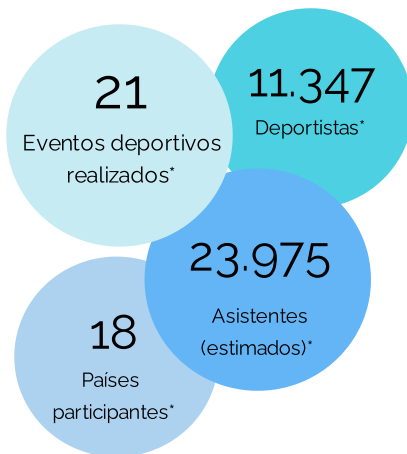 21
Eventos deportivos
realizados*
11.347
Deportistas*
23.975
Asistentes
(estimados)*
18
Países
participantes*